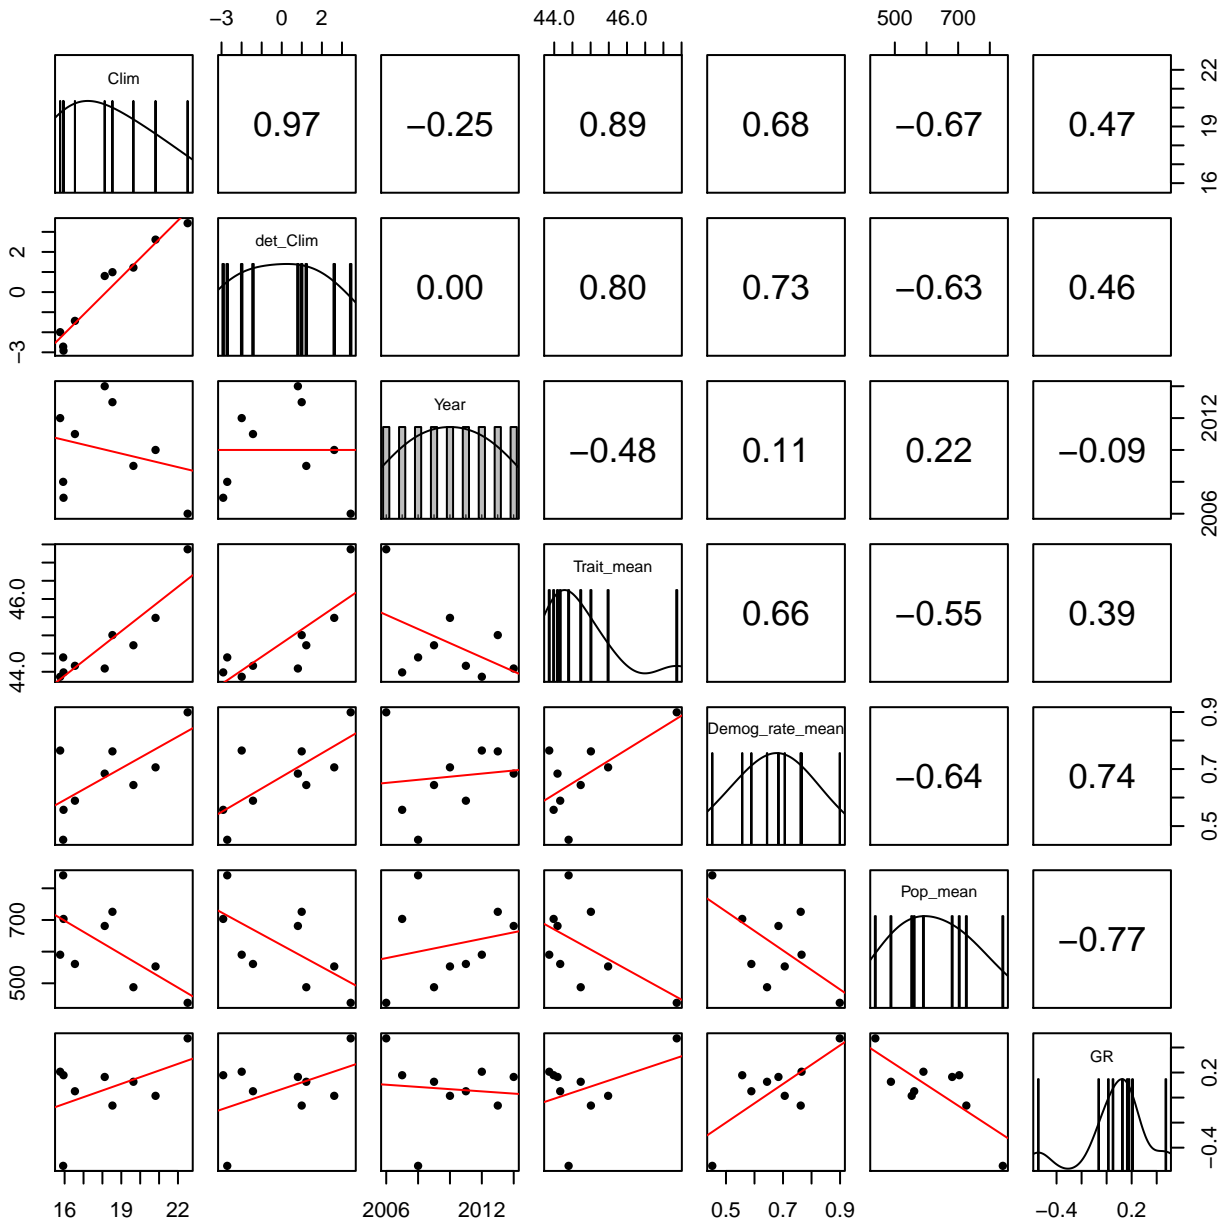 −3 0 2 44.0 46.0 500 700
Clim 0.97 −0.25 0.89 0.68 −0.67 0.47 16 19 22
−3 0 2 det_Clim 0.00 0.80 0.73 −0.63 0.46
Year −0.48 0.11 0.22 −0.09 2006 2012
44.0 46.0 Trait_mean 0.66 −0.55 0.39
Demog_rate_mean −0.64 0.74 0.5 0.7 0.9
500 700 Pop_mean −0.77
GR −0.4 0.2
16 19 22 2006 2012 0.5 0.7 0.9 −0.4 0.2